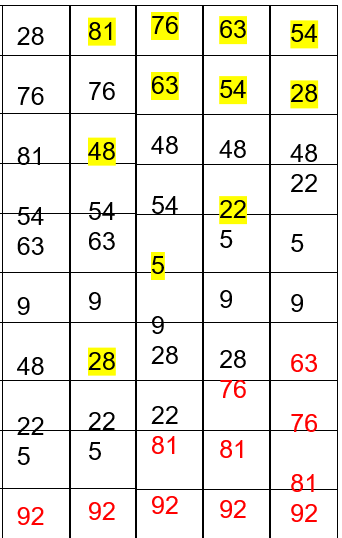 28 81 76 63 54
76 76 63 54 28
81 48 48 48 48
54 54 54 22 22
63 63 5 5 5
9 9 9 9 9
48 28 28 28 63
22 22 22 76 76
5 5 81 81 81
92 92 92 92 92